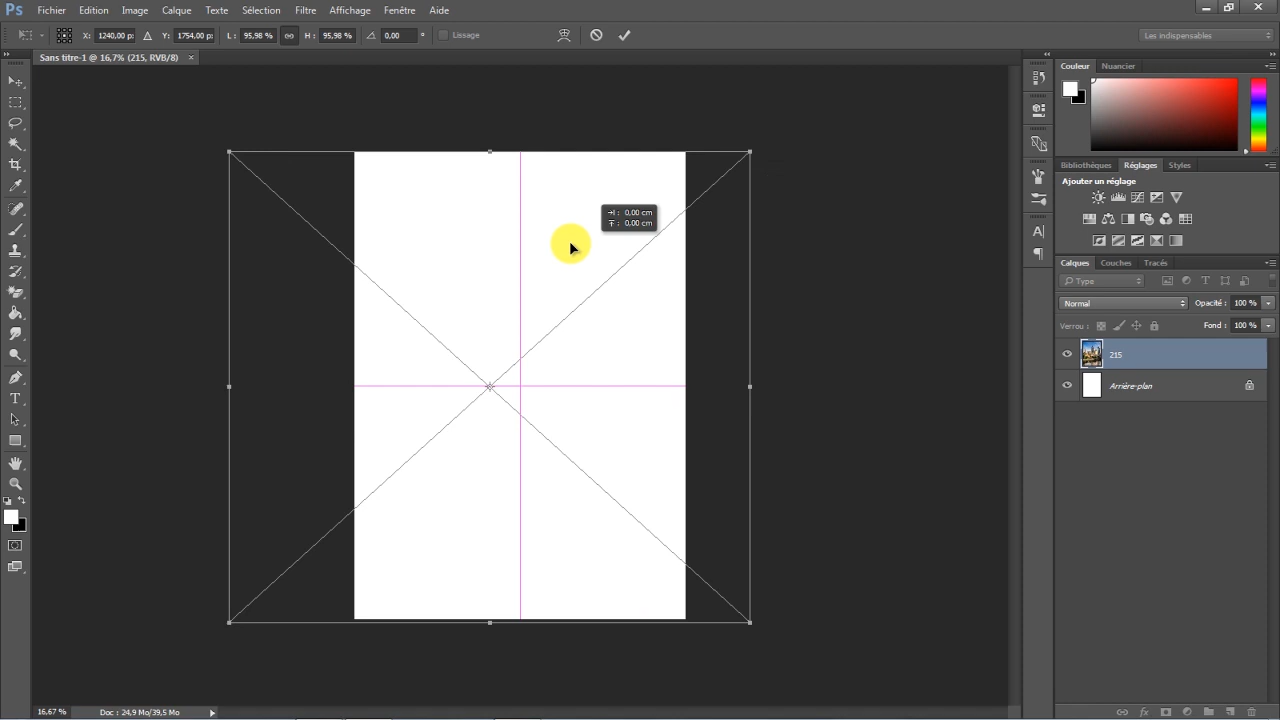 Ps Fichier Edition Image Calque Texte Sélection Filtre Affichage Fenêtre Aide
X: 1240,00 p: Y: 1754,00 p: L: 95,98 % H: 95,98 % 0,00 ° Lissage Les indispensables
Sans titre-1 @ 16,7% (215, RVB/8) ×
Couleur Nuancier
Bibliothèques Réglages Styles
Ajouter un réglage
: 0,00 cm
: 0,00 cm
Calques Couches Tracés
Type
Normal Opacité : 100 %
Verrou : Fond : 100 %
215
Arrière-plan
16,67 % Doc : 24,9 Mo/39,5 Mo